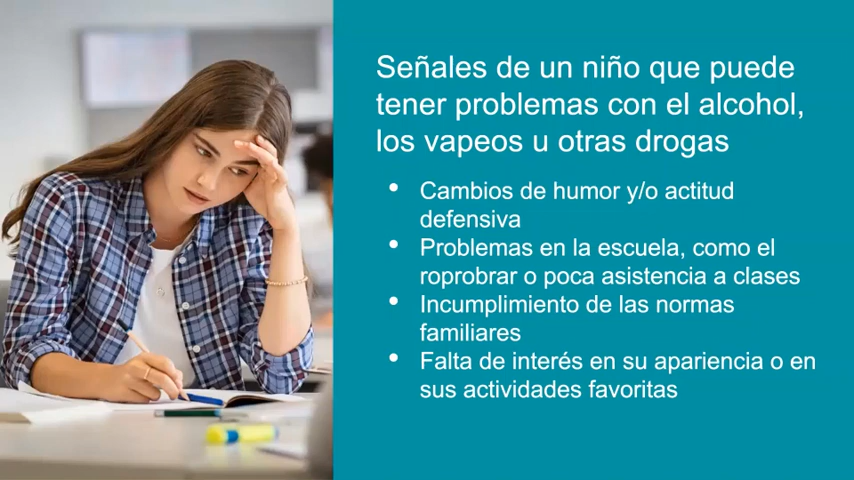 Señales de un niño que puede
tener problemas con el alcohol,
los vapeos u otras drogas
• Cambios de humor y/o actitud
defensiva
• Problemas en la escuela, como el
roprobrar o poca asistencia a clases
• Incumplimiento de las normas
familiares
• Falta de interés en su apariencia o en
sus actividades favoritas